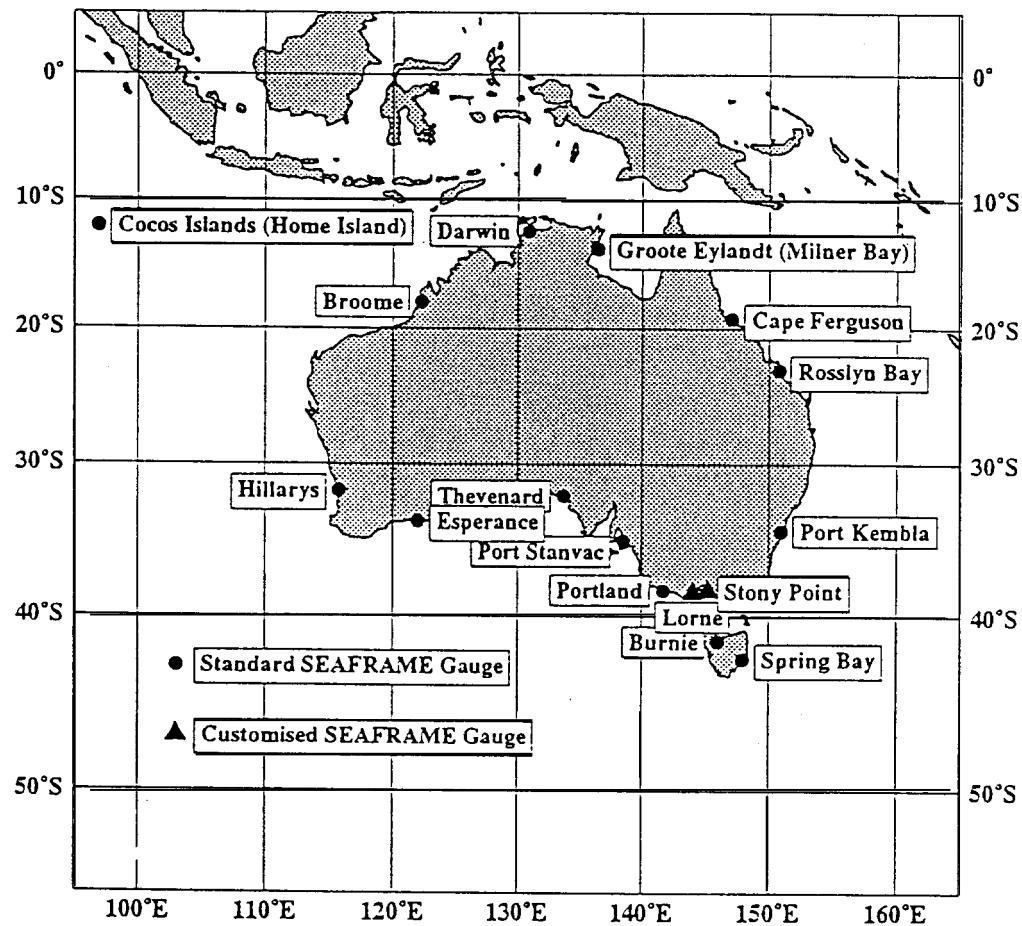 0° 0°
10°S 10°S
Cocos Islands (Home Island)
Darwin
Groote Eylandt (Milner Bay)
Broome
20°S 20°S
Cape Ferguson
Rosslyn Bay
30°S 30°S
Hillarys
Thevenard
Esperance
Port Kembla
Port Stanvac
Portland
Stony Point
40°S 40°S
Lorne
Burnie
Spring Bay
Standard SEAFRAME Gauge
Customised SEAFRAME Gauge
50°S 50°S
100°E 110°E 120°E 130°E 140°E 150°E 160°E